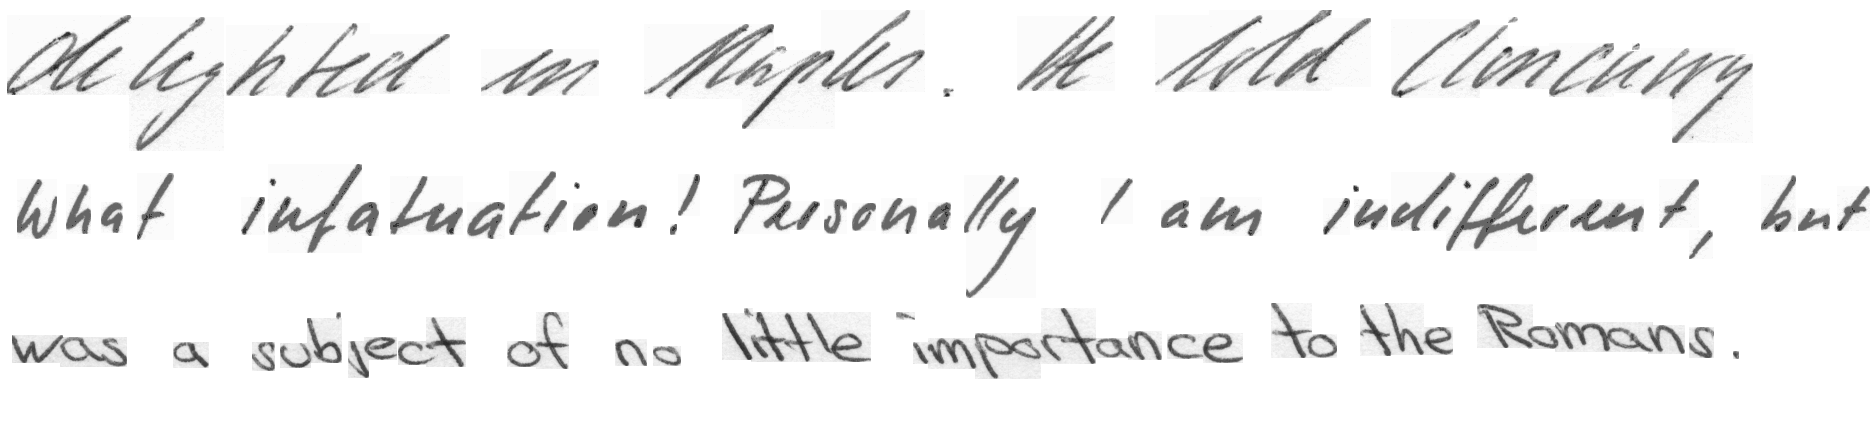 delighted in Naples. He told Cloncurry
what infatuation! Personally I am indifferent, but
was a subject of no little importance to the Romans.